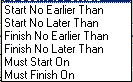 Start No Earlier Than
Start No Later Than
Finish No Earlier Than
Finish No Later Than
Must Start On
Must Finish On